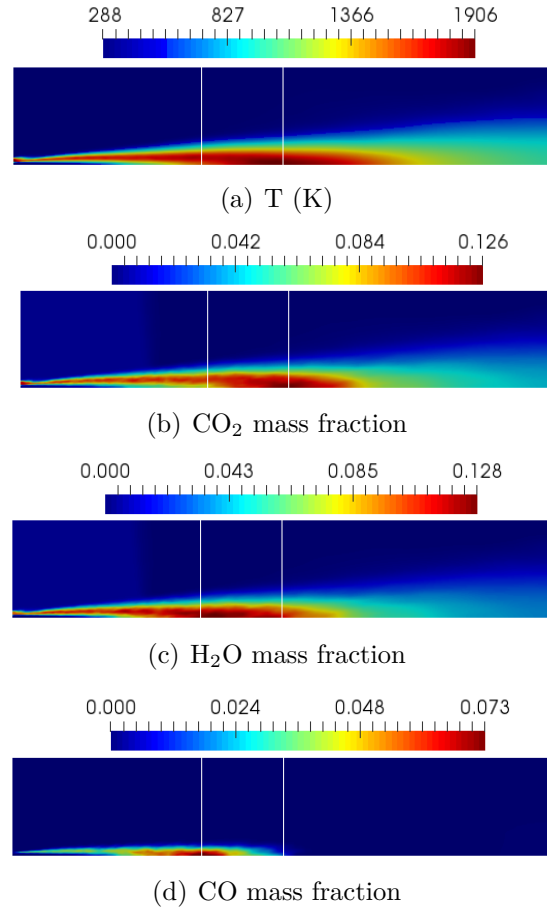 288 827 1366 1906
(a) T (K)
0.000 0.042 0.084 0.126
(b) CO₂ mass fraction
0.000 0.043 0.085 0.128
(c) H₂O mass fraction
0.000 0.024 0.048 0.073
(d) CO mass fraction